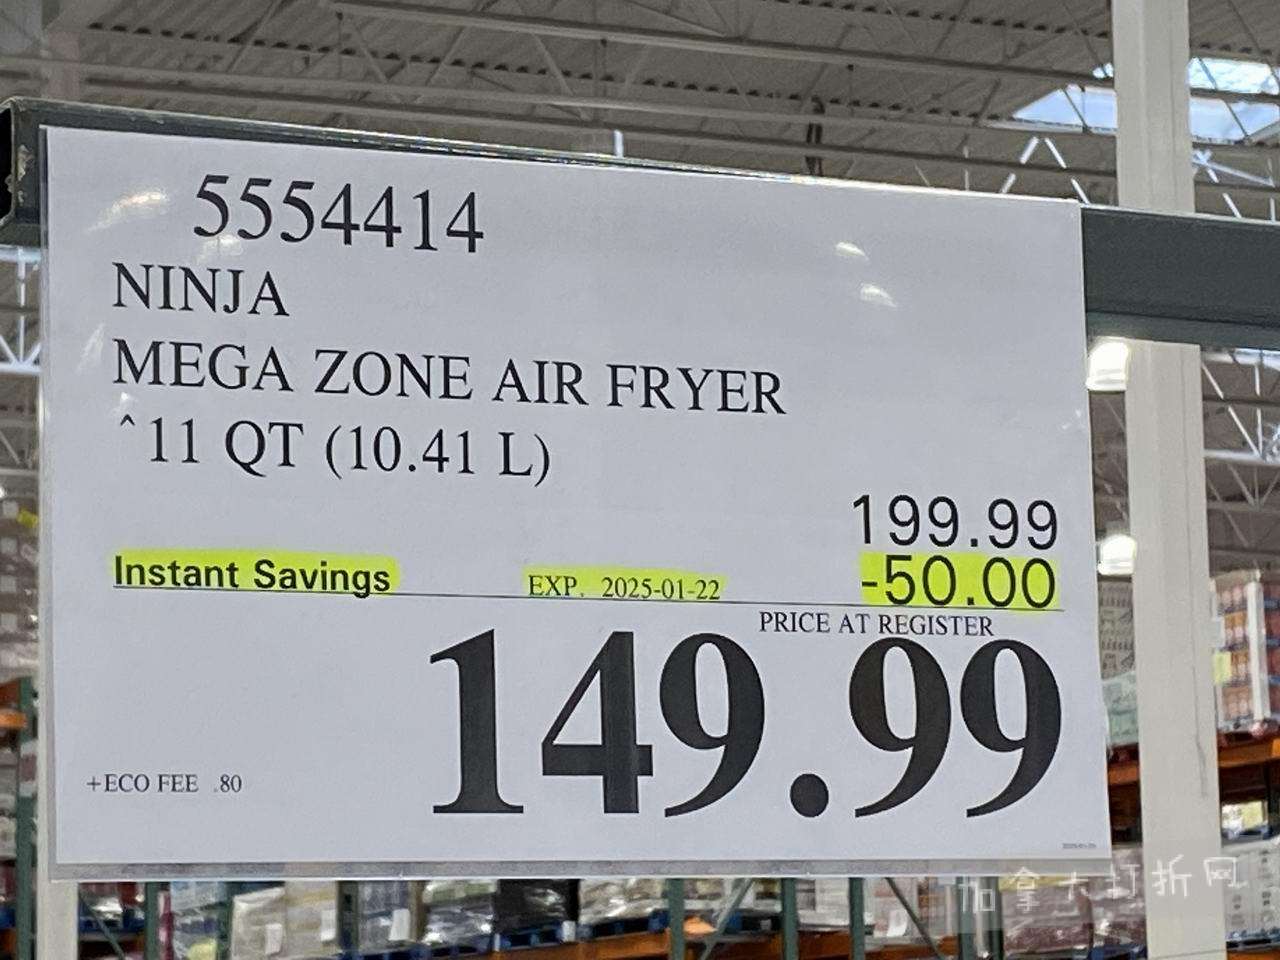 5554414
NINJA
MEGA ZONE AIR FRYER
^11 QT (10.41 L)
199.99
Instant Savings EXP. 2025-01-22 -50.00
PRICE AT REGISTER
149.99
+ECO FEE .80
加拿大打折网